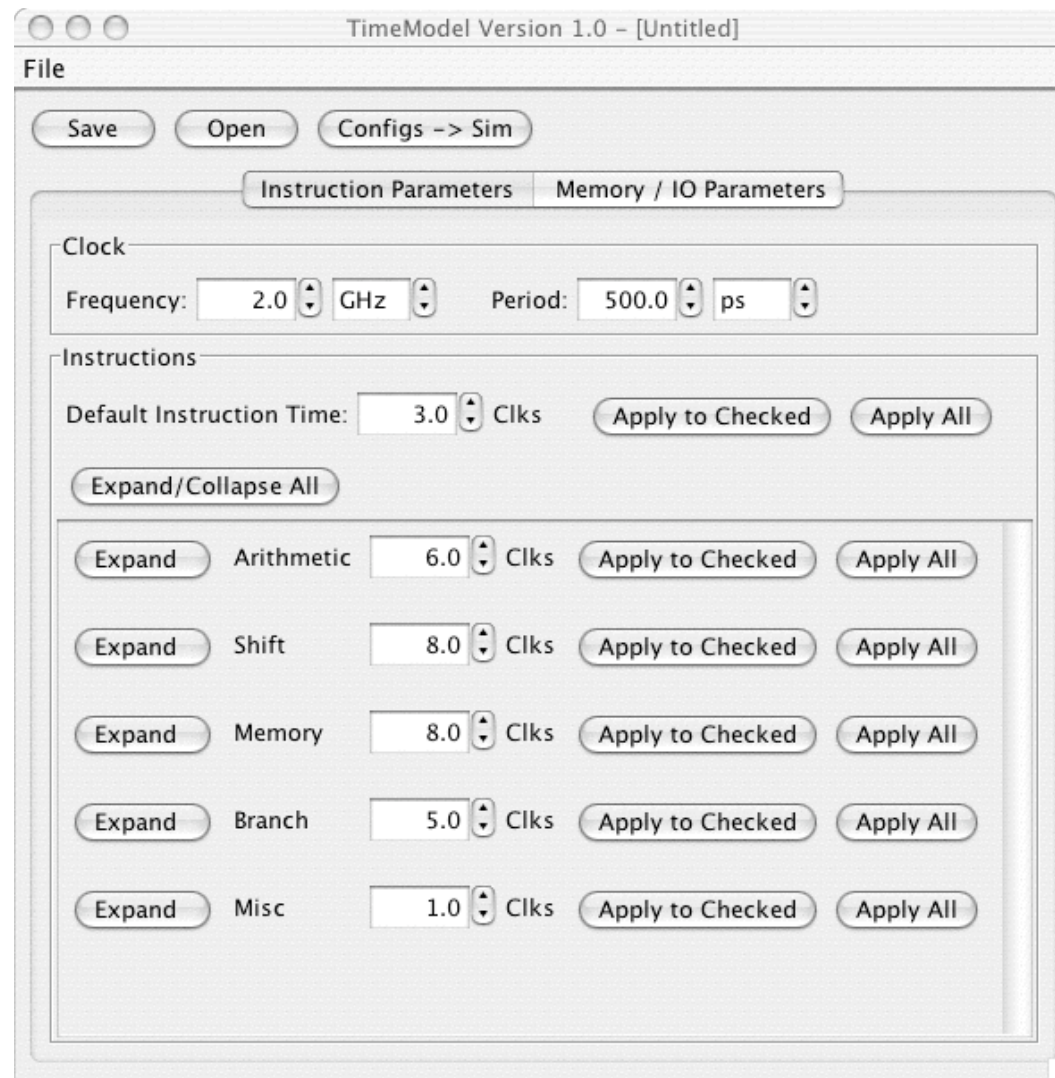 TimeModel Version 1.0 – [Untitled]
File
Save Open Configs -> Sim
Instruction Parameters Memory / IO Parameters
Clock
Frequency: 2.0 GHz Period: 500.0 ps
Instructions
Default Instruction Time: 3.0 Clks Apply to Checked Apply All
Expand/Collapse All
Expand Arithmetic 6.0 Clks Apply to Checked Apply All
Expand Shift 8.0 Clks Apply to Checked Apply All
Expand Memory 8.0 Clks Apply to Checked Apply All
Expand Branch 5.0 Clks Apply to Checked Apply All
Expand Misc 1.0 Clks Apply to Checked Apply All